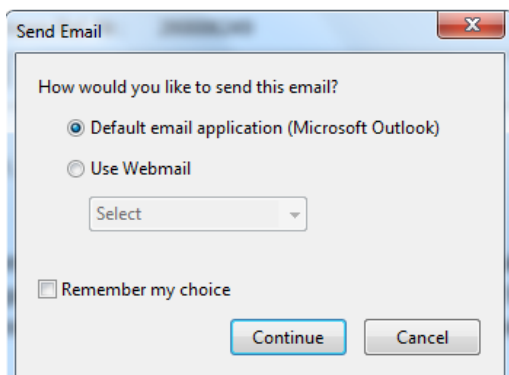 Send Email
How would you like to send this email?
Default email application (Microsoft Outlook)
Use Webmail
Select
Remember my choice
Continue
Cancel